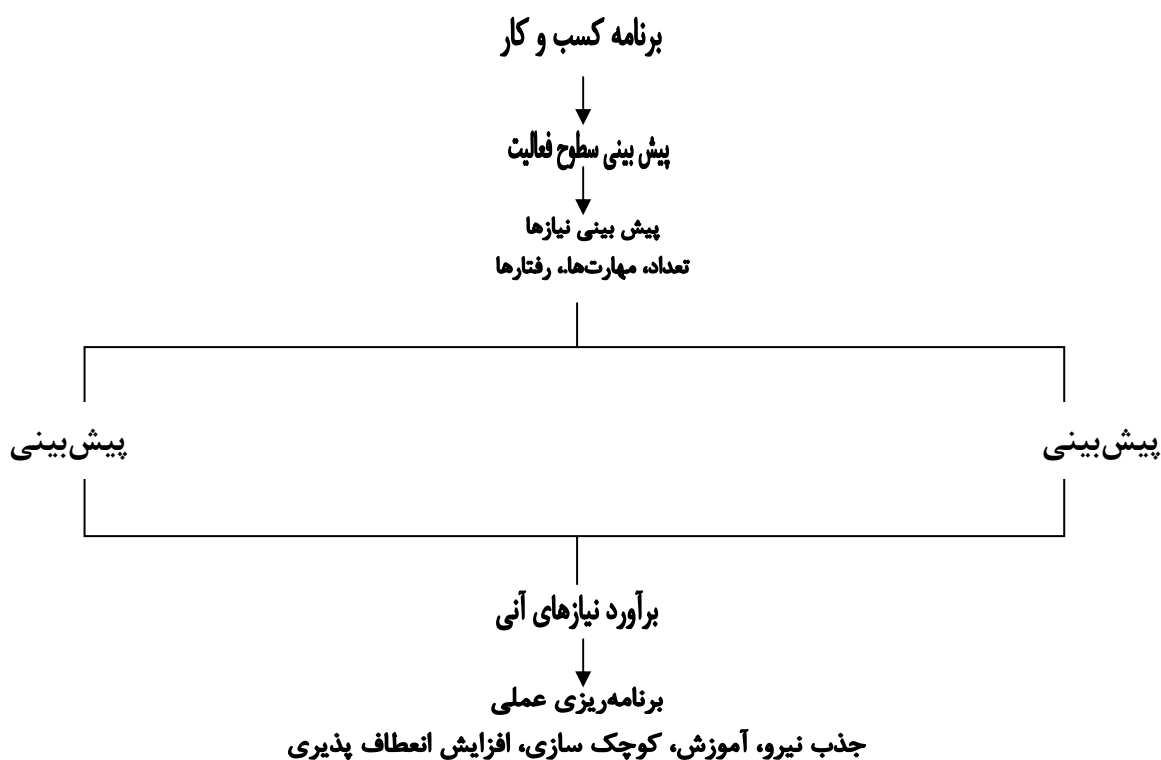 برنامه کسب و کار
پیش بینی سطوح فعالیت
پیش بینی نیازها
تعداد، مهارت‌ها، رفتارها
پیش‌بینی
پیش‌بینی
برآورد نیازهای آنی
برنامه‌ریزی عملی
جذب نیرو، آموزش، کوچک سازی، افزایش انعطاف پذیری